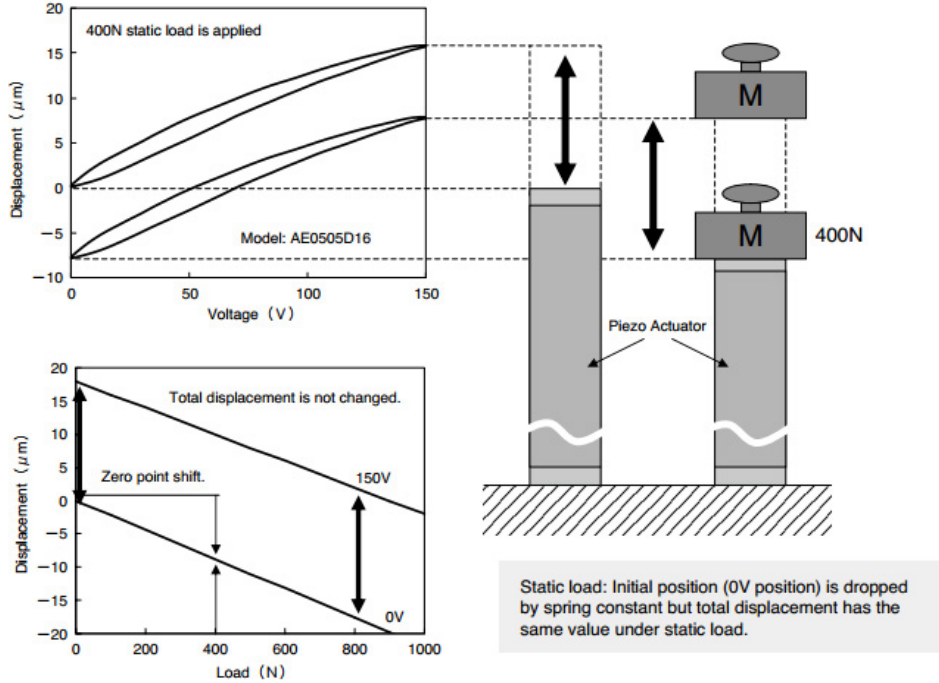 20
15
10
5
0
−5
−10
0
50
100
150
Displacement (μm)
Voltage (V)
400N static load is applied
Model: AE0505D16
M
M
400N
Piezo Actuator
20
15
10
5
0
−5
−10
−15
−20
0
200
400
600
800
1000
Displacement (μm)
Load (N)
Total displacement is not changed.
Zero point shift.
150V
0V
Static load: Initial position (0V position) is dropped
by spring constant but total displacement has the
same value under static load.